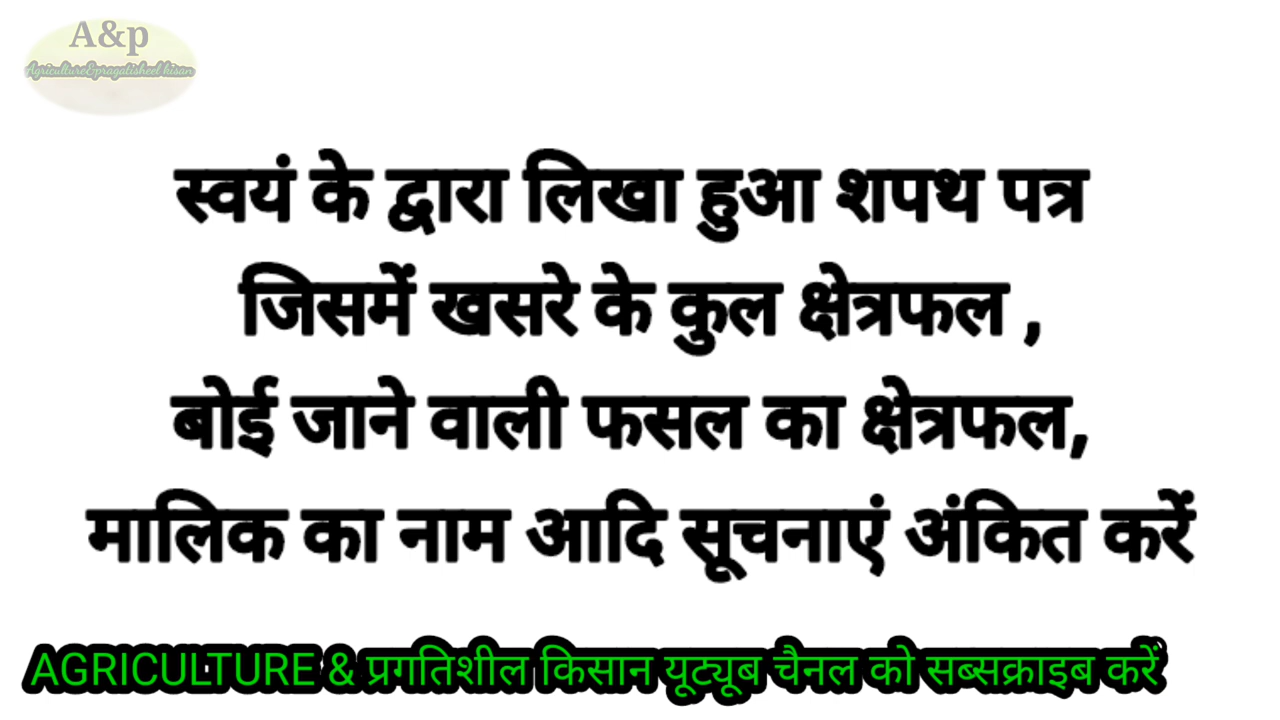 A&p
Agriculture&pragatisheel kisan
स्वयं के द्वारा लिखा हुआ शपथ पत्र
जिसमें खसरे के कुल क्षेत्रफल ,
बोई जाने वाली फसल का क्षेत्रफल,
मालिक का नाम आदि सूचनाएं अंकित करें
AGRICULTURE & प्रगतिशील किसान यूट्यूब चैनल को सब्सक्राइब करें